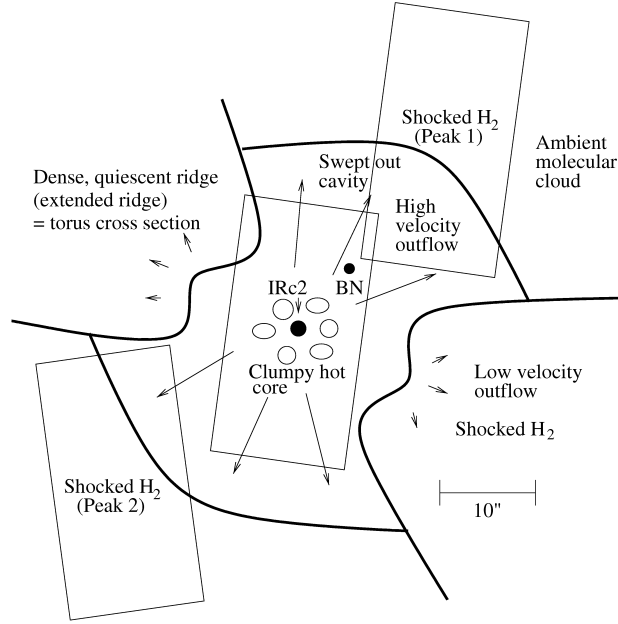 Shocked H2
(Peak 1)
Ambient
molecular
cloud
Swept out
cavity
Dense, quiescent ridge
(extended ridge)
= torus cross section
High
velocity
outflow
IRc2
BN
Clumpy hot
core
Low velocity
outflow
Shocked H2
Shocked H2
(Peak 2)
10"